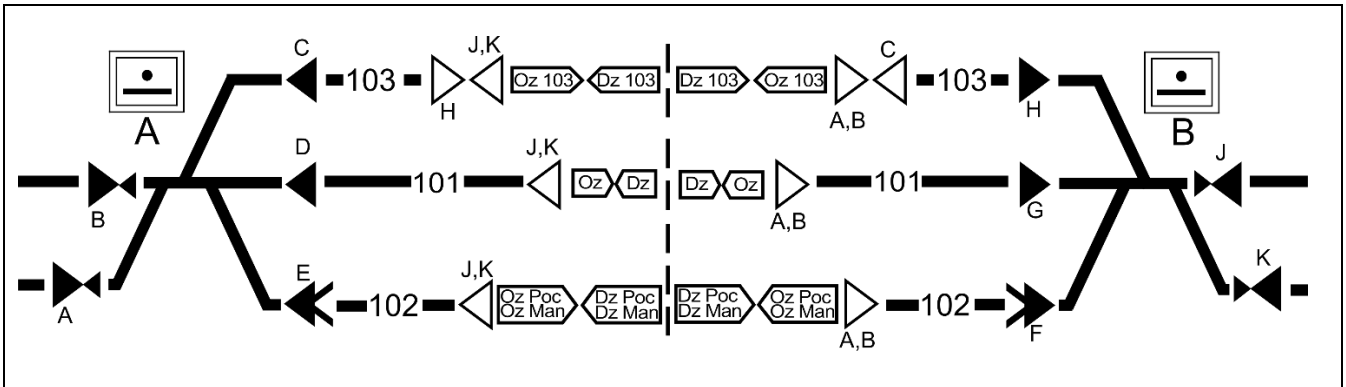 C
103
J,K
H
Oz 103
Dz 103
Dz 103
Oz 103
A,B
C
103
H
A
B
B
D
101
J,K
Oz
Dz
Dz
Oz
A,B
101
G
J
A
E
102
J,K
Oz Poc
Oz Man
Dz Poc
Dz Man
Dz Poc
Dz Man
Oz Poc
Oz Man
A,B
102
F
K